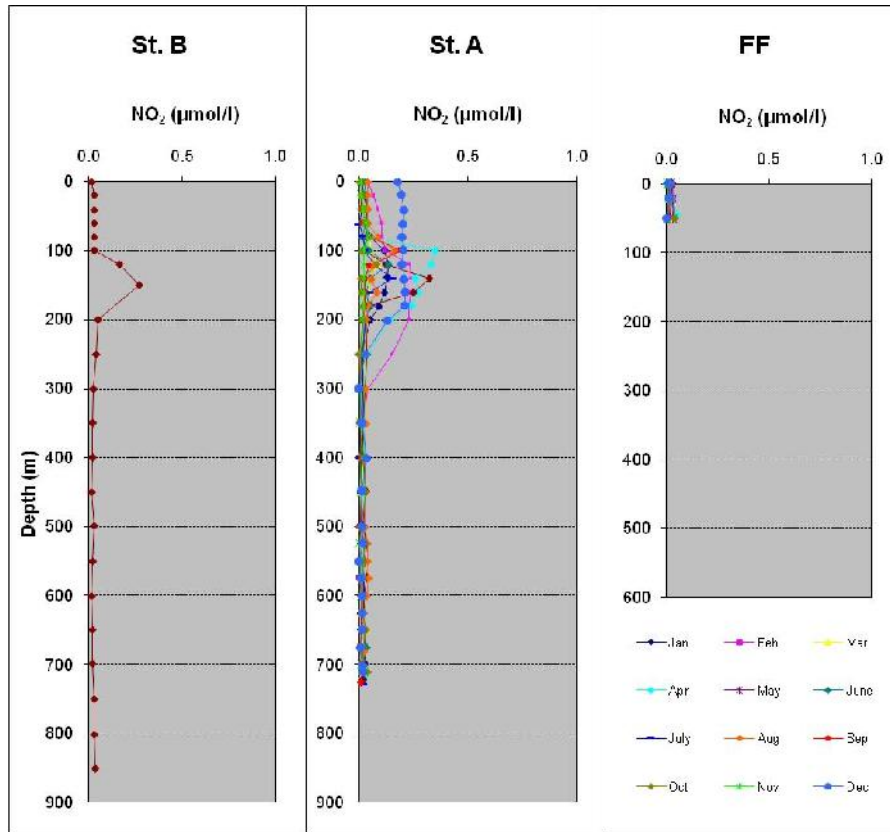 St. B
NO₂ (µmol/l)
0.0 0.5 1.0
0
100
200
300
400
500
600
700
800
900
Depth (m)
St. A
NO₂ (µmol/l)
0.0 0.5 1.0
0
100
200
300
400
500
600
700
800
900
FF
NO₂ (µmol/l)
0.0 0.5 1.0
0
100
200
300
400
500
600
Jan Feb Mar
Apr May June
July Aug Sep
Oct Nov Dec